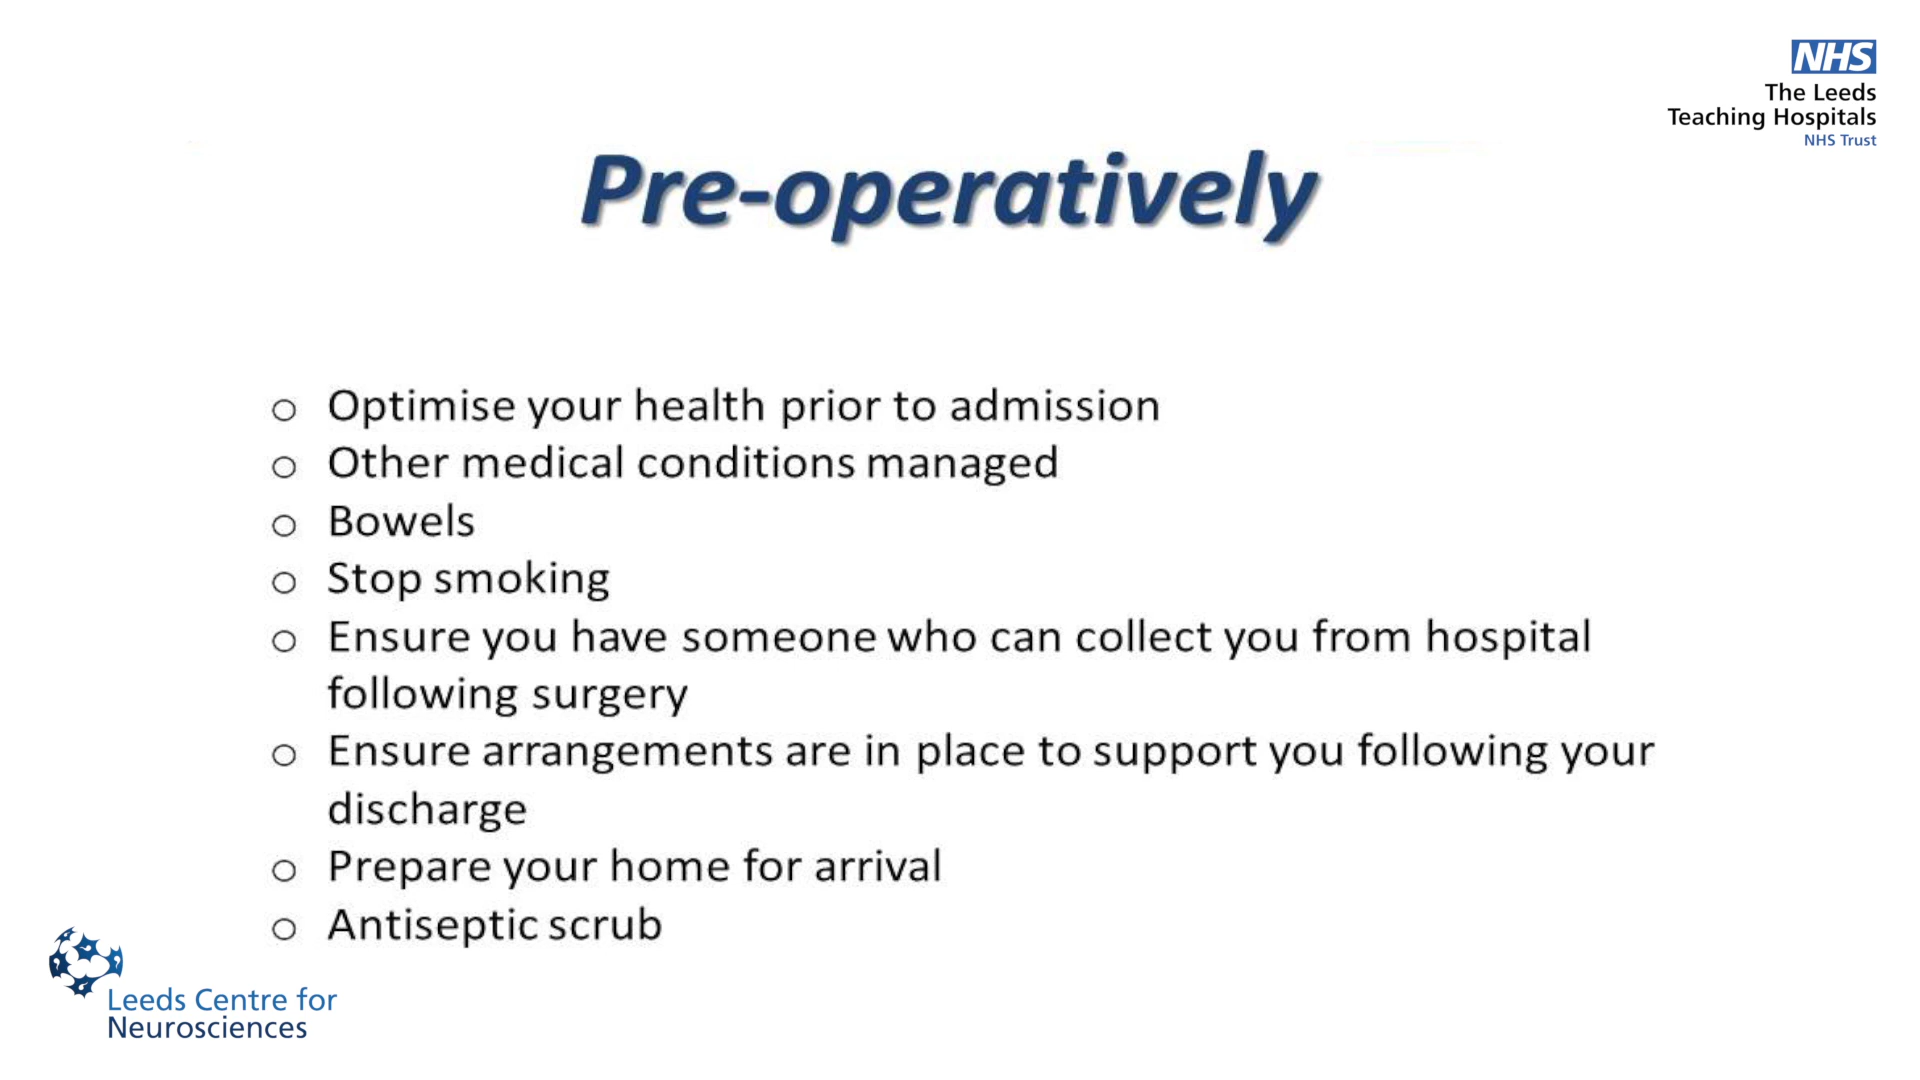 NHS
The Leeds
Teaching Hospitals
NHS Trust
Pre-operatively
o Optimise your health prior to admission
o Other medical conditions managed
o Bowels
o Stop smoking
o Ensure you have someone who can collect you from hospital
following surgery
o Ensure arrangements are in place to support you following your
discharge
o Prepare your home for arrival
o Antiseptic scrub
Leeds Centre for
Neurosciences